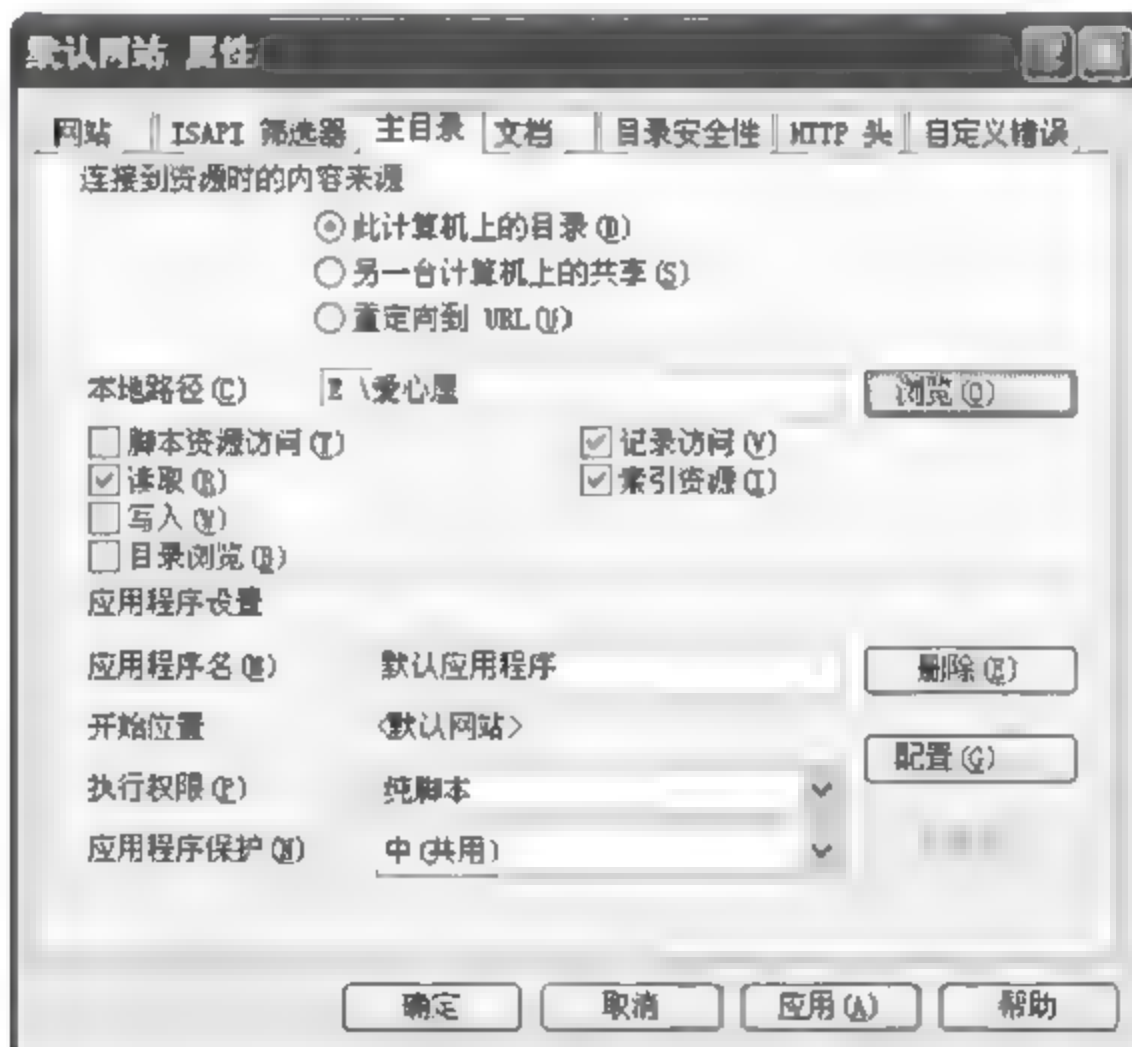 默认网站 属性
网站 ISAPI 筛选器 主目录 文档 目录安全性 HTTP 头 自定义错误
连接到资源时的内容来源
此计算机上的目录(D)
另一台计算机上的共享(S)
重定向到 URL(U)
本地路径(C) E \爱心屋 浏览(O)
脚本资源访问(T) 记录访问(V)
读取(R) 索引资源(I)
写入(W)
目录浏览(B)
应用程序设置
应用程序名(M) 默认应用程序 删除(E)
开始位置 <默认网站>
配置(G)
执行权限(P) 纯脚本
应用程序保护(N) 中(共用)
确定 取消 应用(A) 帮助